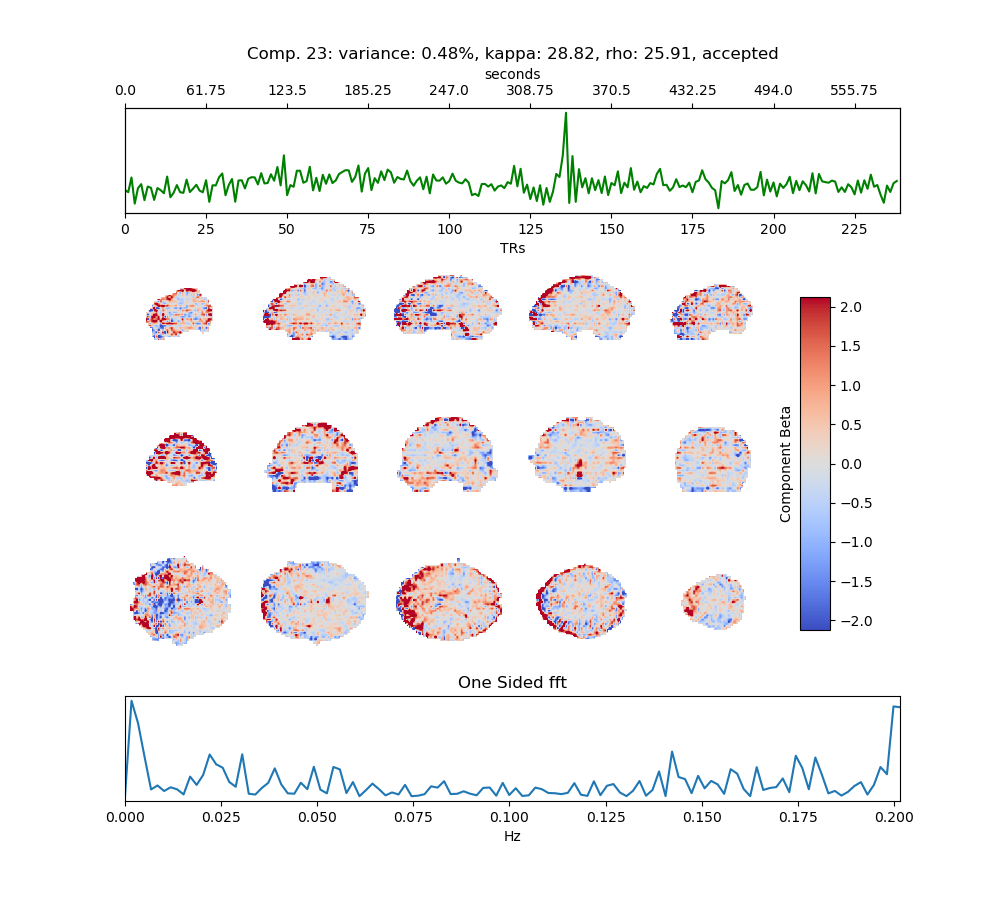 Comp. 23: variance: 0.48%, kappa: 28.82, rho: 25.91, accepted
seconds
0.0 61.75 123.5 185.25 247.0 308.75 370.5 432.25 494.0 555.75
0 25 50 75 100 125 150 175 200 225
TRs
2.0
1.5
1.0
0.5
0.0
−0.5
−1.0
−1.5
−2.0
Component Beta
One Sided fft
0.000 0.025 0.050 0.075 0.100 0.125 0.150 0.175 0.200
Hz